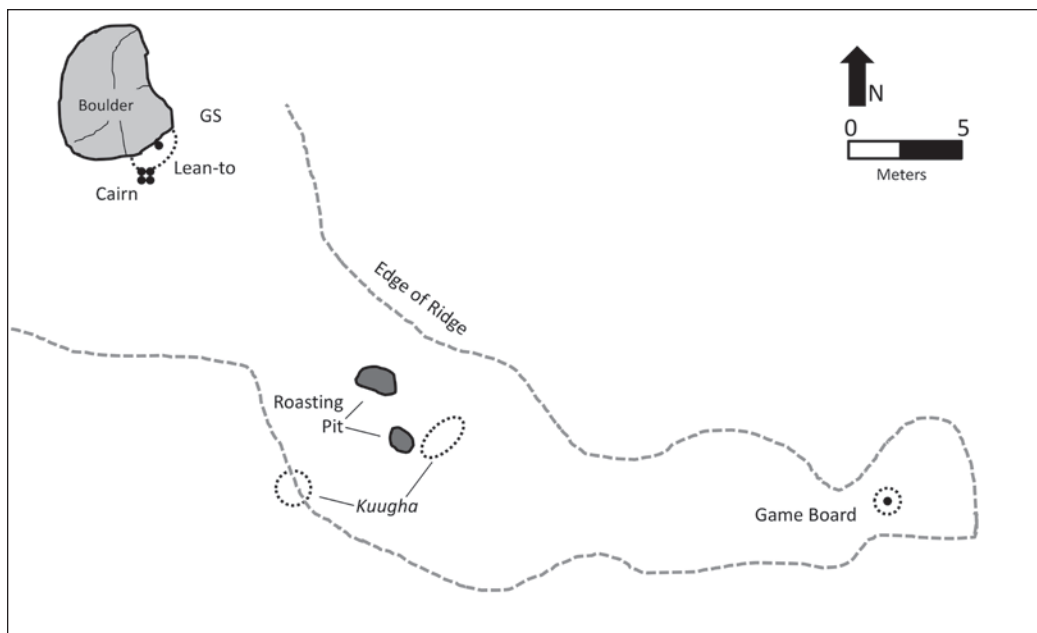 Boulder
GS
Lean-to
Cairn
N
0 5
Meters
Edge of Ridge
Roasting
Pit
Kuugha
Game Board